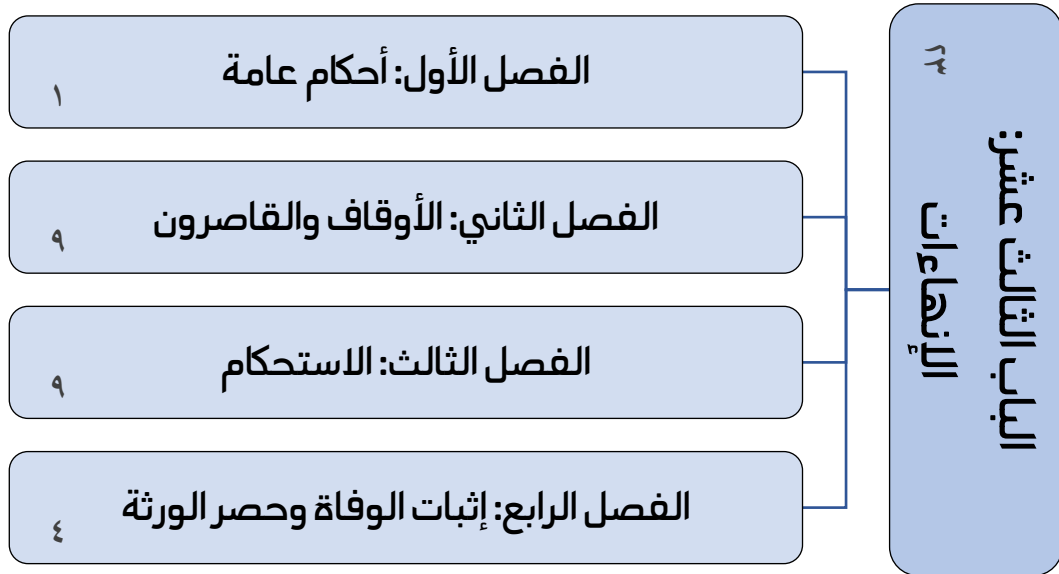 الباب الثالث عشر:
الإنهاءات
٢٣
الفصل الأول: أحكام عامة
١
الفصل الثاني: الأوقاف والقاصرون
٩
الفصل الثالث: الاستحكام
٩
الفصل الرابع: إثبات الوفاة وحصر الورثة
٤